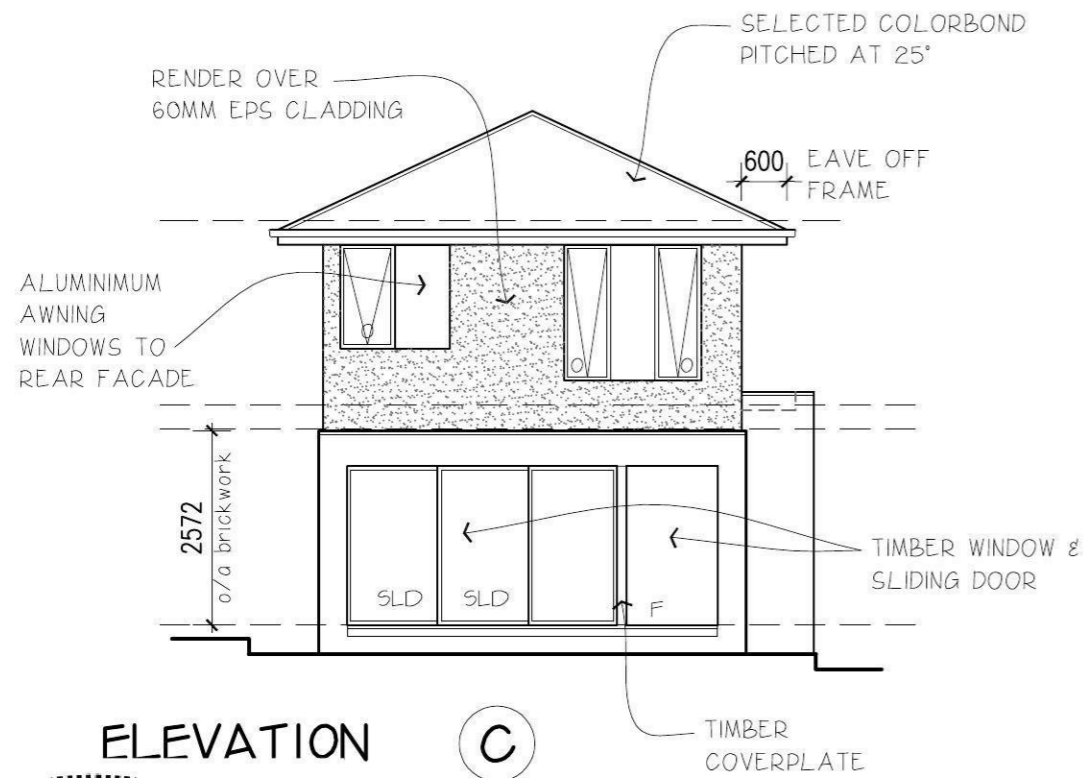 SELECTED COLORBOND
PITCHED AT 25°
RENDER OVER
60MM EPS CLADDING
600
EAVE OFF
FRAME
ALUMINIMUM
AWNING
WINDOWS TO
REAR FACADE
2572
o/a brickwork
SLD
SLD
F
TIMBER WINDOW &
SLIDING DOOR
TIMBER
COVERPLATE
ELEVATION
C